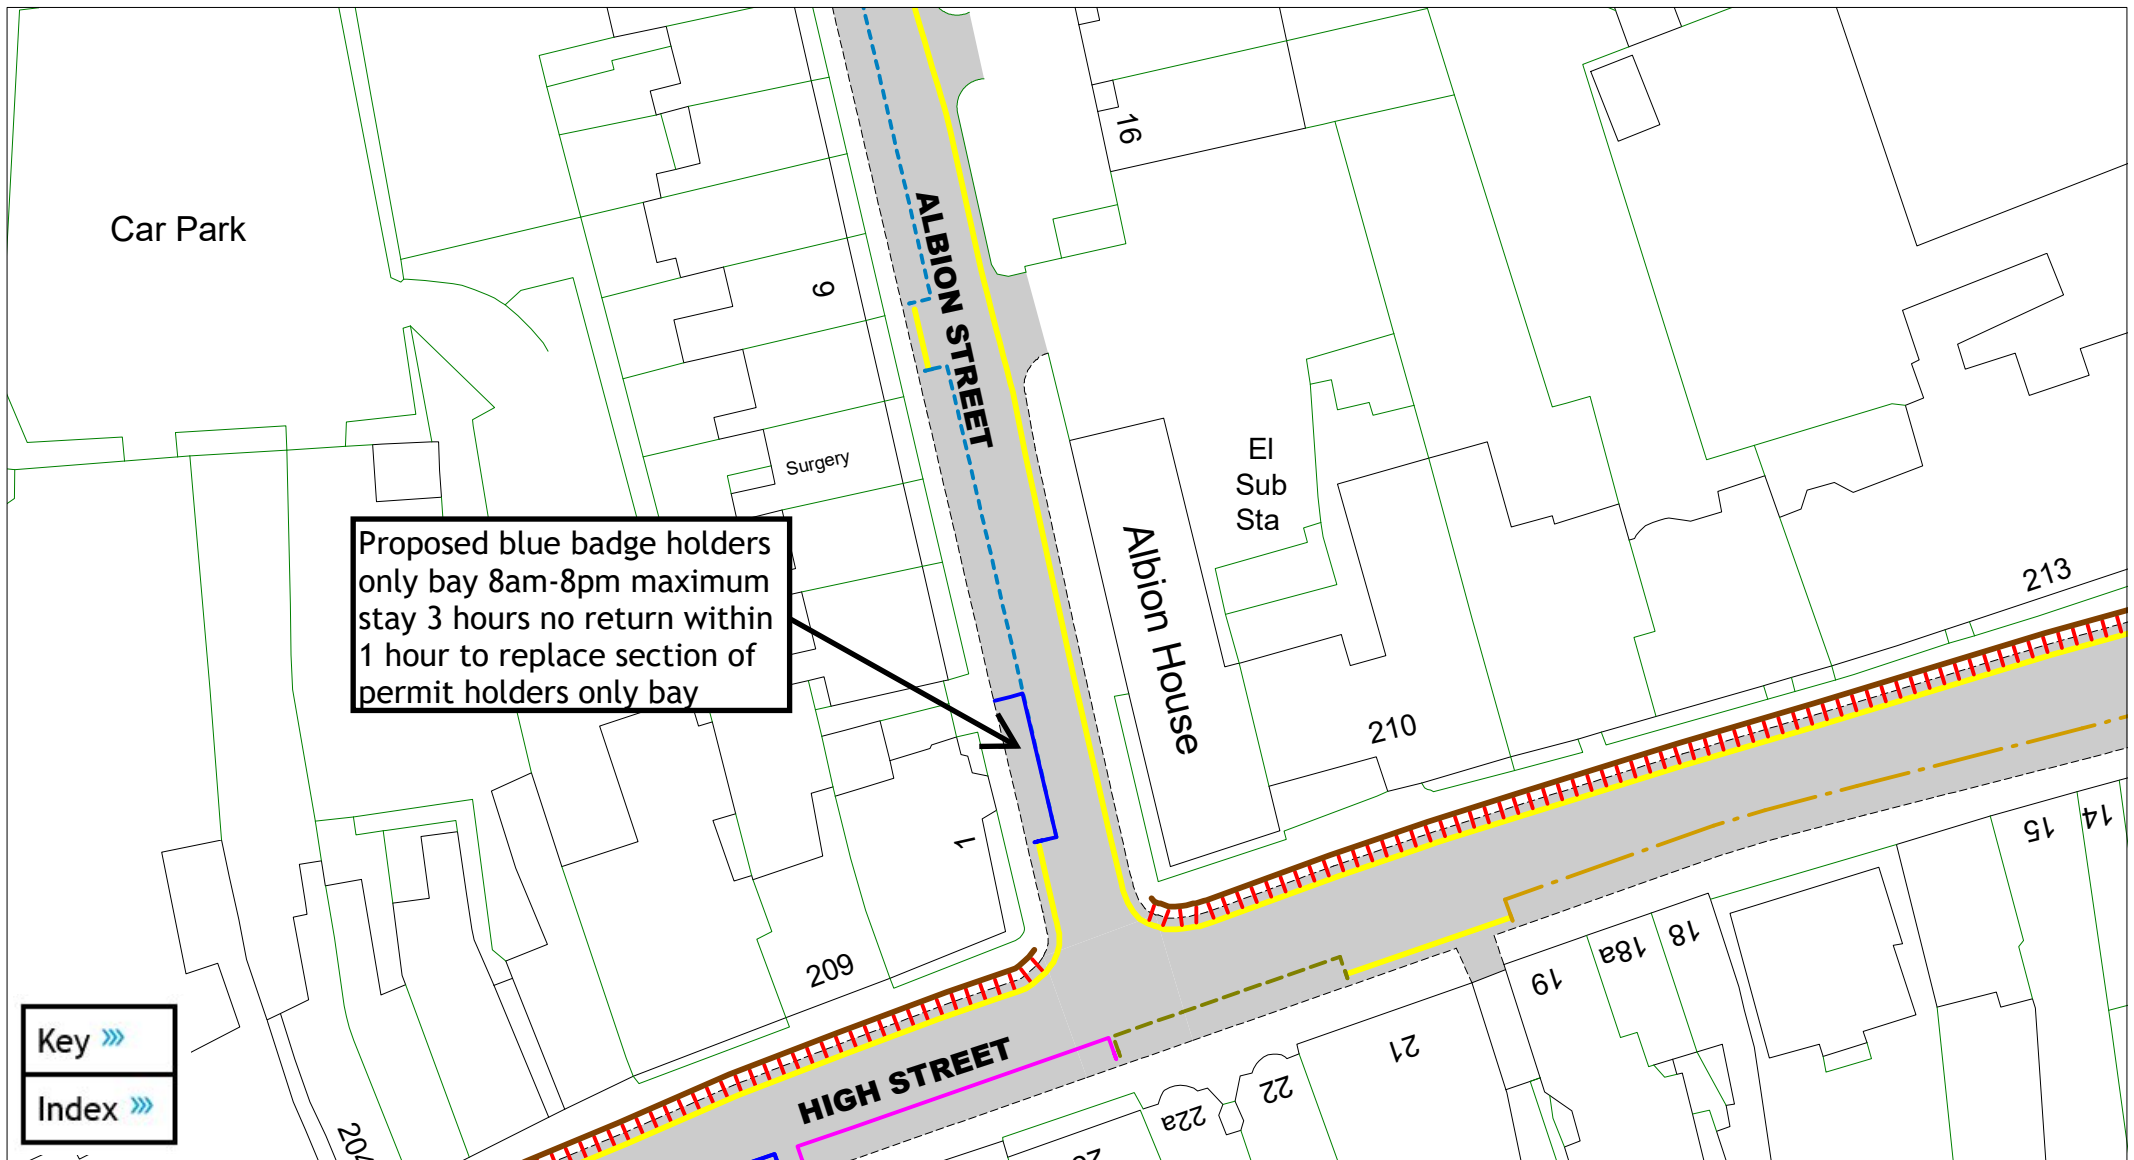 16
Car Park
ALBION STREET
9
El
Sub
Sta
Surgery
Proposed blue badge holders
only bay 8am-8pm maximum
stay 3 hours no return within
1 hour to replace section of
permit holders only bay
Albion House
213
210
1
15
14
209
18
18a
19
Key
Index
HIGH STREET
21
22
22a
204